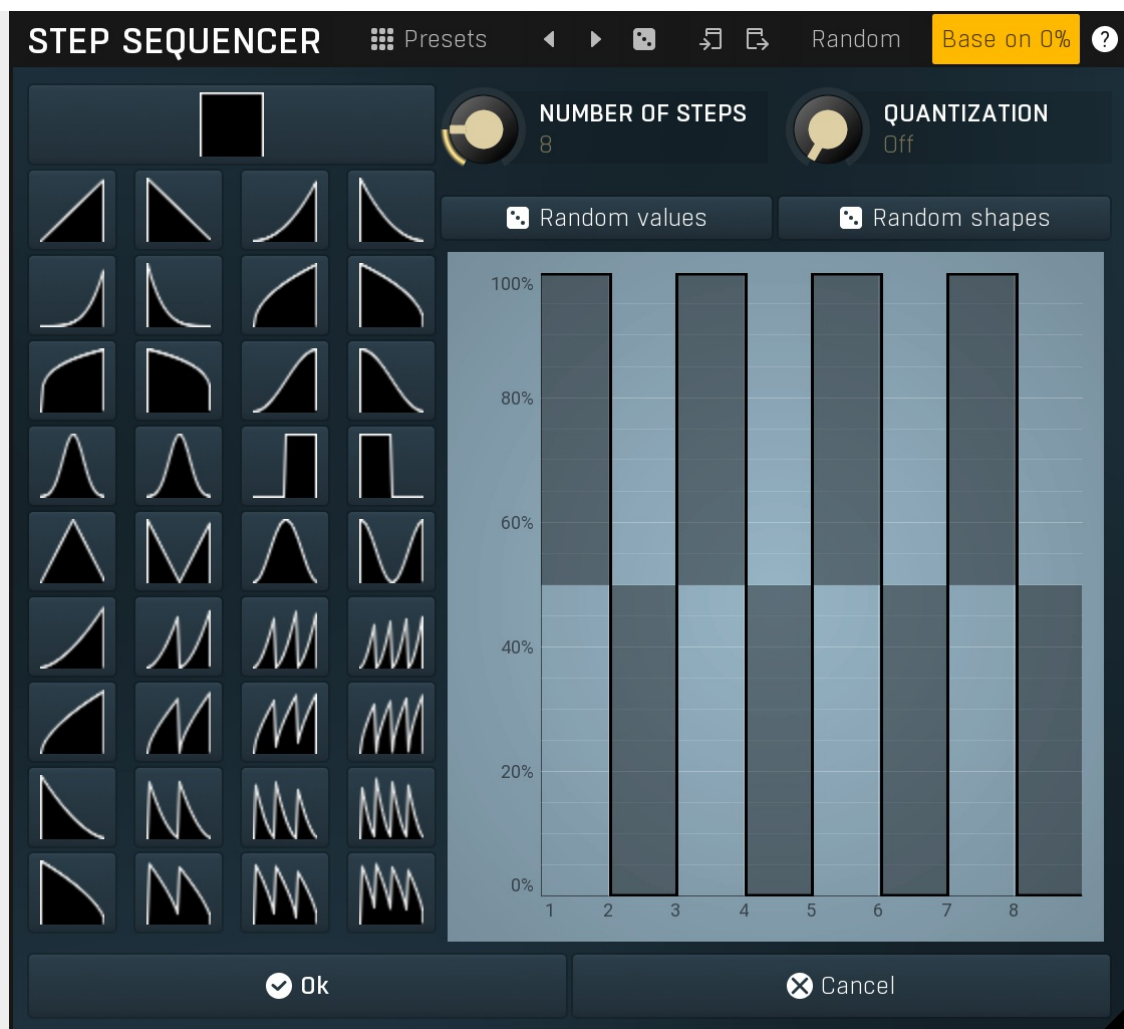 STEP SEQUENCER Presets Random Base on 0% ?
NUMBER OF STEPS QUANTIZATION
8 Off
Random values Random shapes
100%
80%
60%
40%
20%
0%
1 2 3 4 5 6 7 8
Ok Cancel